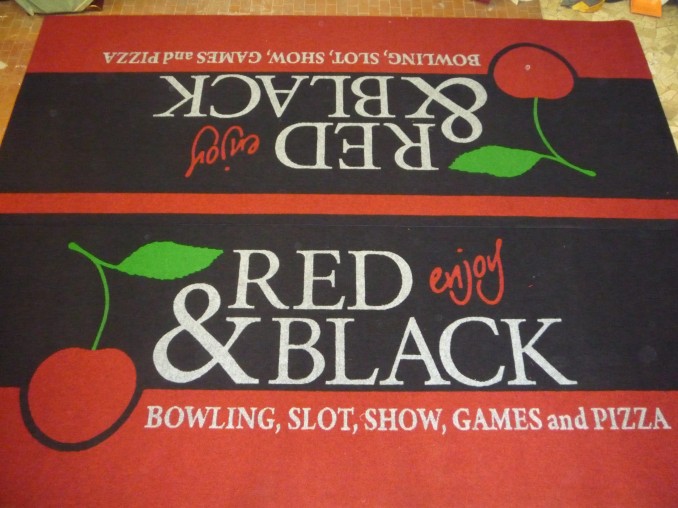 BOWLING, SLOT, SHOW, GAMES and PIZZA
& BLACK
RED enjoy
RED enjoy
& BLACK
BOWLING, SLOT, SHOW, GAMES and PIZZA